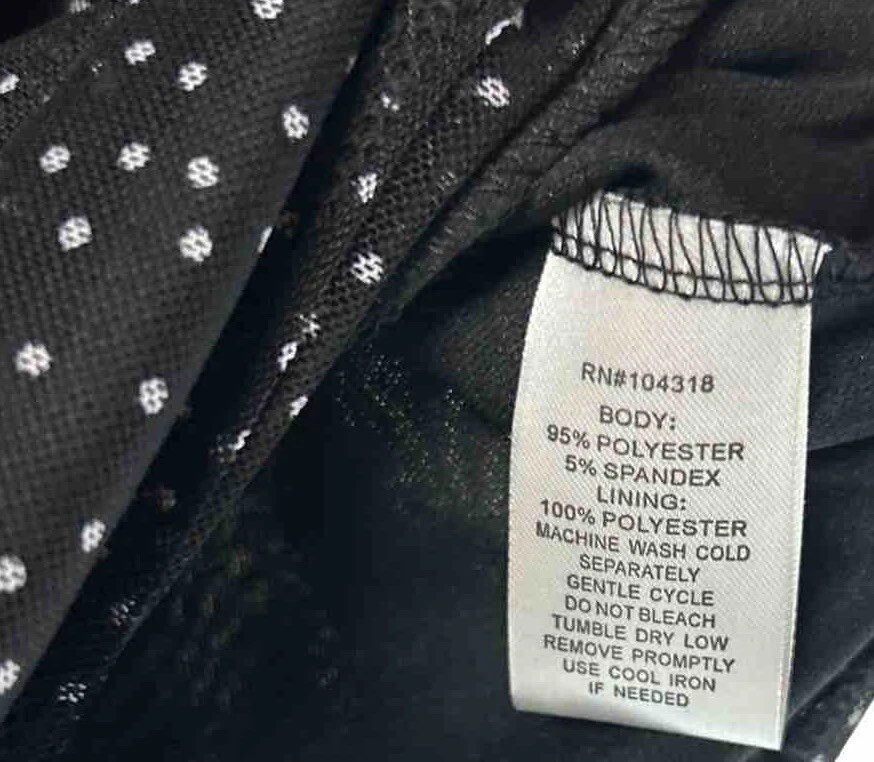 RN#104318
BODY:
95% POLYESTER
5% SPANDEX
LINING:
100% POLYESTER
MACHINE WASH COLD
SEPARATELY
GENTLE CYCLE
DO NOT BLEACH
TUMBLE DRY LOW
REMOVE PROMPTLY
USE COOL IRON
IF NEEDED